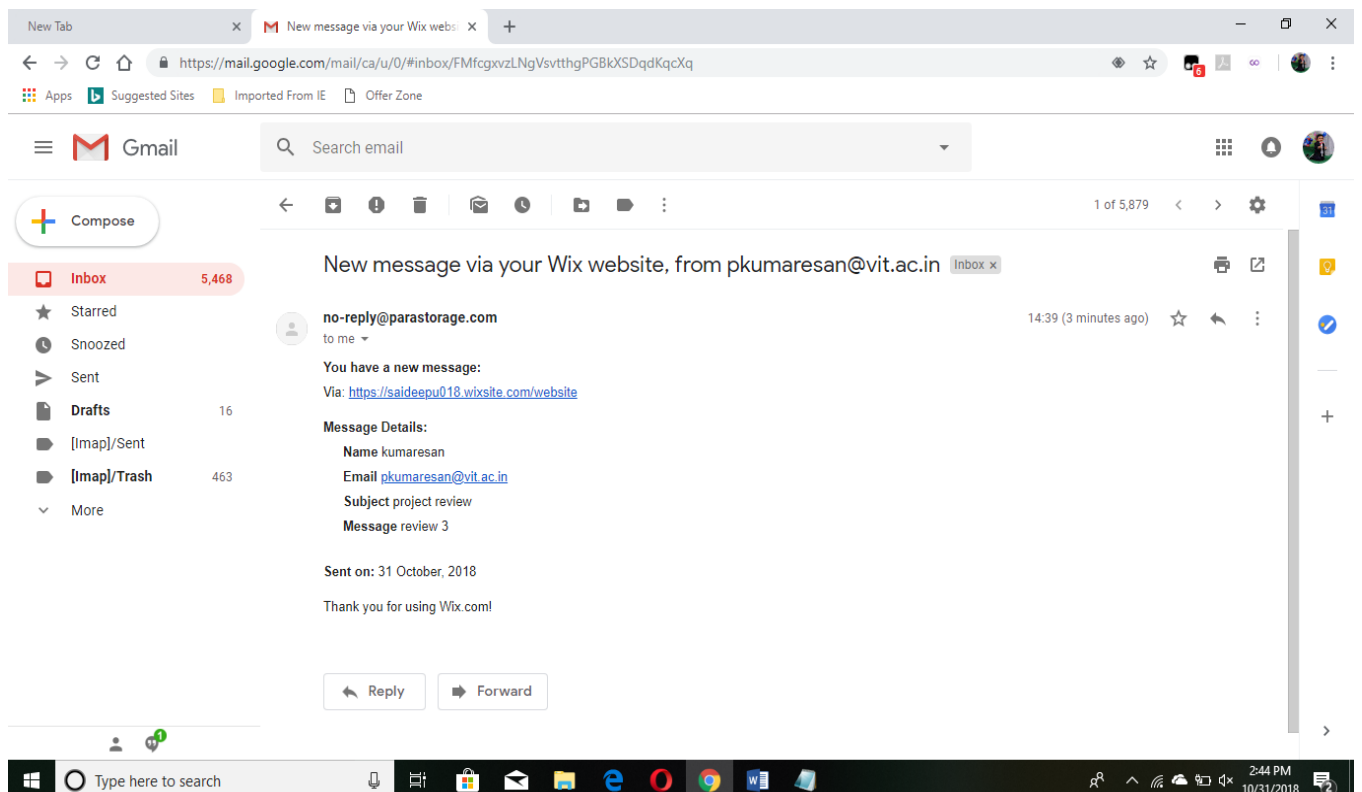 New Tab
New message via your Wix websi
https://mail.google.com/mail/ca/u/0/#inbox/FMfcgxvzLNgVsvtthgPGBkXSDqdKqcXq
6
Apps Suggested Sites Imported From IE Offer Zone
Gmail
Search email
Compose
1 of 5,879
31
Inbox 5,468
Starred
Snoozed
Sent
Drafts 16
[Imap]/Sent
[Imap]/Trash 463
More
New message via your Wix website, from pkumaresan@vit.ac.in Inbox x
no-reply@parastorage.com 14:39 (3 minutes ago)
to me
You have a new message:
Via: https://saideepu018.wixsite.com/website
Message Details:
Name kumaresan
Email pkumaresan@vit.ac.in
Subject project review
Message review 3
Sent on: 31 October, 2018
Thank you for using Wix.com!
Reply Forward
1
Type here to search
2:44 PM
10/31/2018
2